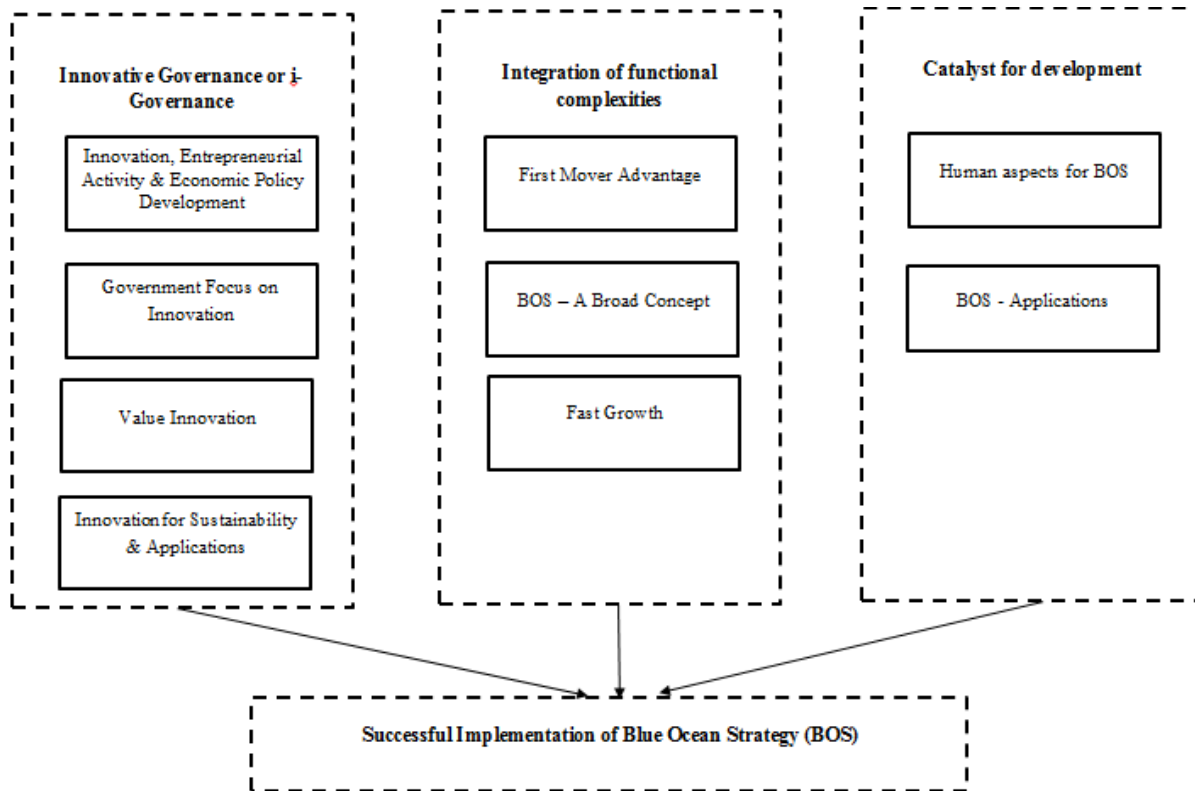 Innovative Governance or i-
Governance
Innovation, Entrepreneurial
Activity & Economic Policy
Development
Government Focus on
Innovation
Value Innovation
Innovation for Sustainability
& Applications
Integration of functional
complexities
First Mover Advantage
BOS – A Broad Concept
Fast Growth
Catalyst for development
Human aspects for BOS
BOS - Applications
Successful Implementation of Blue Ocean Strategy (BOS)